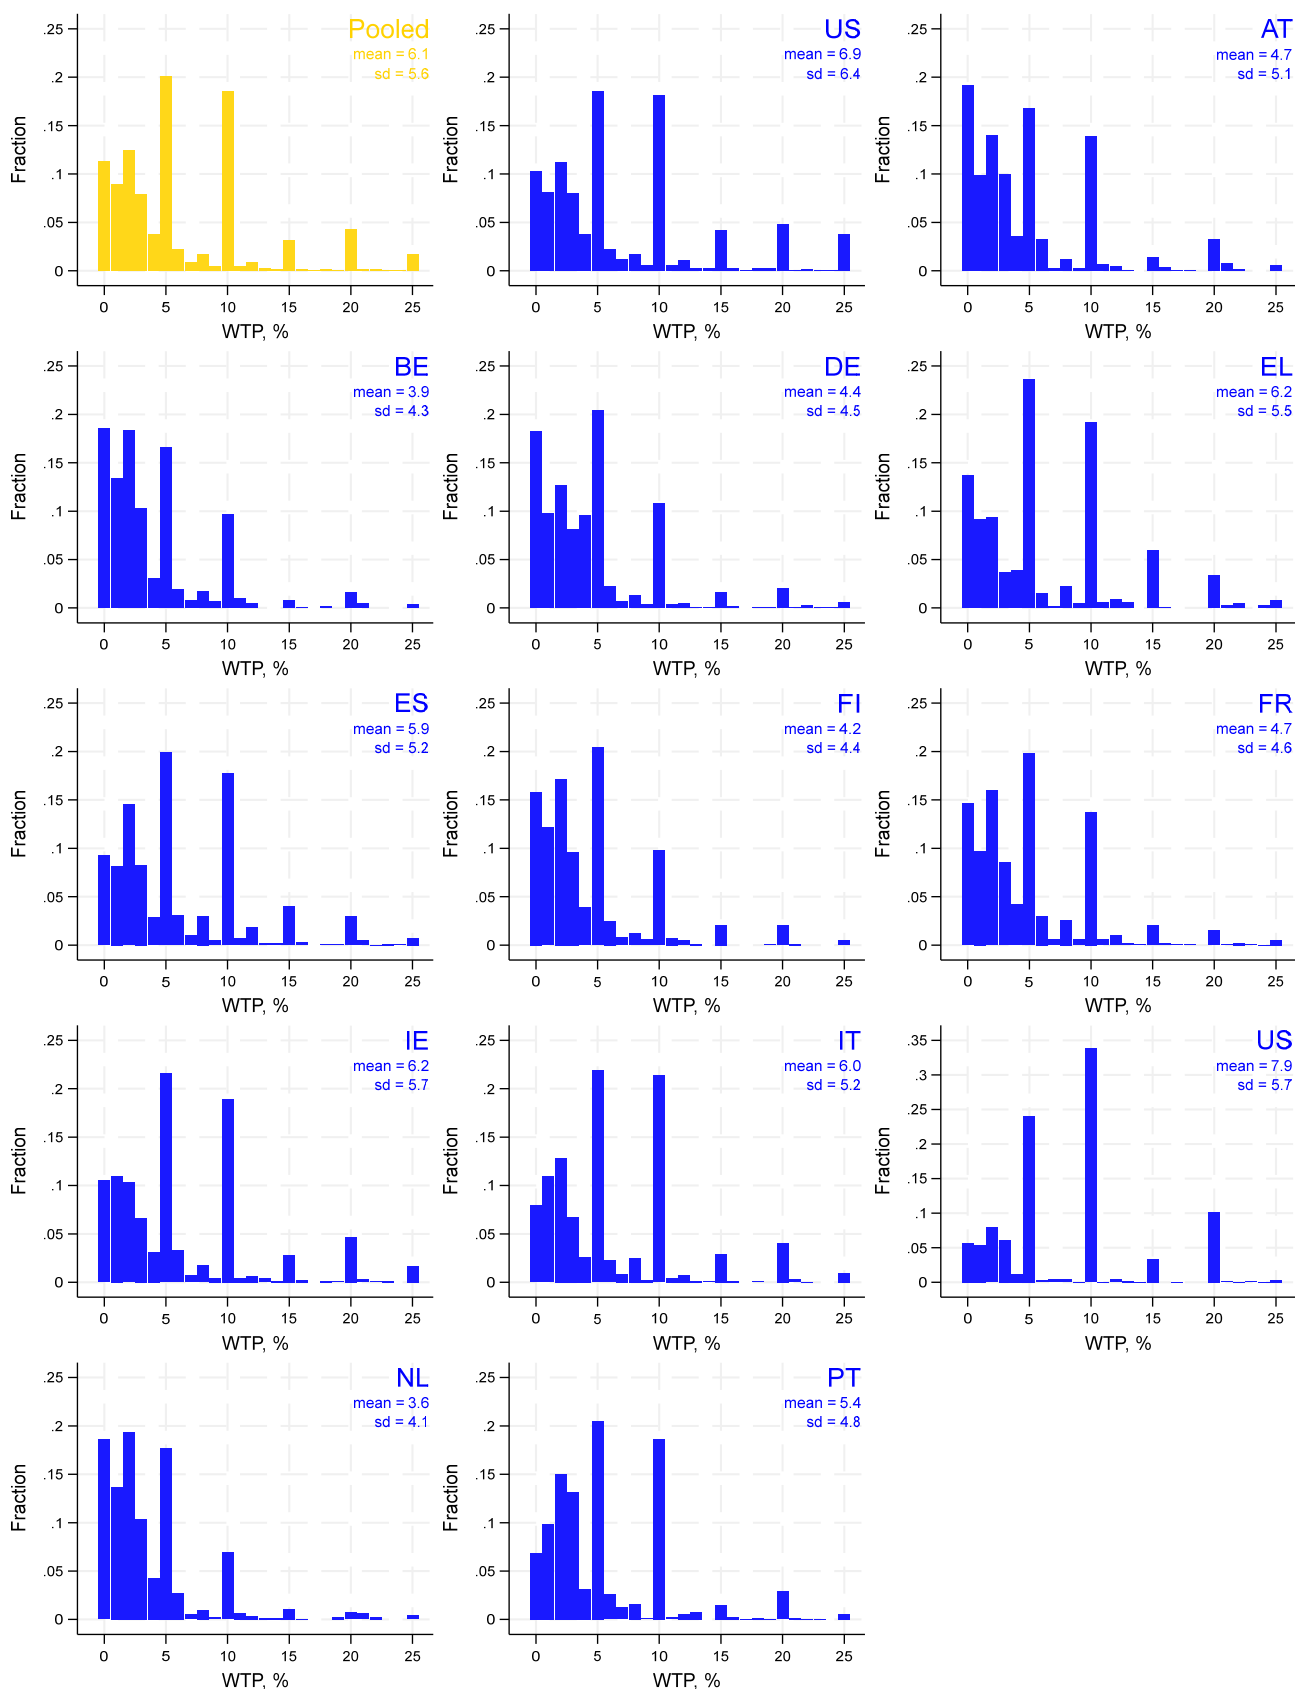 Pooled
mean = 6.1
sd = 5.6
.25
.2
.15
.1
.05
0
Fraction
0 5 10 15 20 25
WTP, %
US
mean = 6.9
sd = 6.4
.25
.2
.15
.1
.05
0
Fraction
0 5 10 15 20 25
WTP, %
AT
mean = 4.7
sd = 5.1
.25
.2
.15
.1
.05
0
Fraction
0 5 10 15 20 25
WTP, %
BE
mean = 3.9
sd = 4.3
.25
.2
.15
.1
.05
0
Fraction
0 5 10 15 20 25
WTP, %
DE
mean = 4.4
sd = 4.5
.25
.2
.15
.1
.05
0
Fraction
0 5 10 15 20 25
WTP, %
EL
mean = 6.2
sd = 5.5
.25
.2
.15
.1
.05
0
Fraction
0 5 10 15 20 25
WTP, %
ES
mean = 5.9
sd = 5.2
.25
.2
.15
.1
.05
0
Fraction
0 5 10 15 20 25
WTP, %
FI
mean = 4.2
sd = 4.4
.25
.2
.15
.1
.05
0
Fraction
0 5 10 15 20 25
WTP, %
FR
mean = 4.7
sd = 4.6
.25
.2
.15
.1
.05
0
Fraction
0 5 10 15 20 25
WTP, %
IE
mean = 6.2
sd = 5.7
.25
.2
.15
.1
.05
0
Fraction
0 5 10 15 20 25
WTP, %
IT
mean = 6.0
sd = 5.2
.25
.2
.15
.1
.05
0
Fraction
0 5 10 15 20 25
WTP, %
US
mean = 7.9
sd = 5.7
.35
.3
.25
.2
.15
.1
.05
0
Fraction
0 5 10 15 20 25
WTP, %
NL
mean = 3.6
sd = 4.1
.25
.2
.15
.1
.05
0
Fraction
0 5 10 15 20 25
WTP, %
PT
mean = 5.4
sd = 4.8
.25
.2
.15
.1
.05
0
Fraction
0 5 10 15 20 25
WTP, %